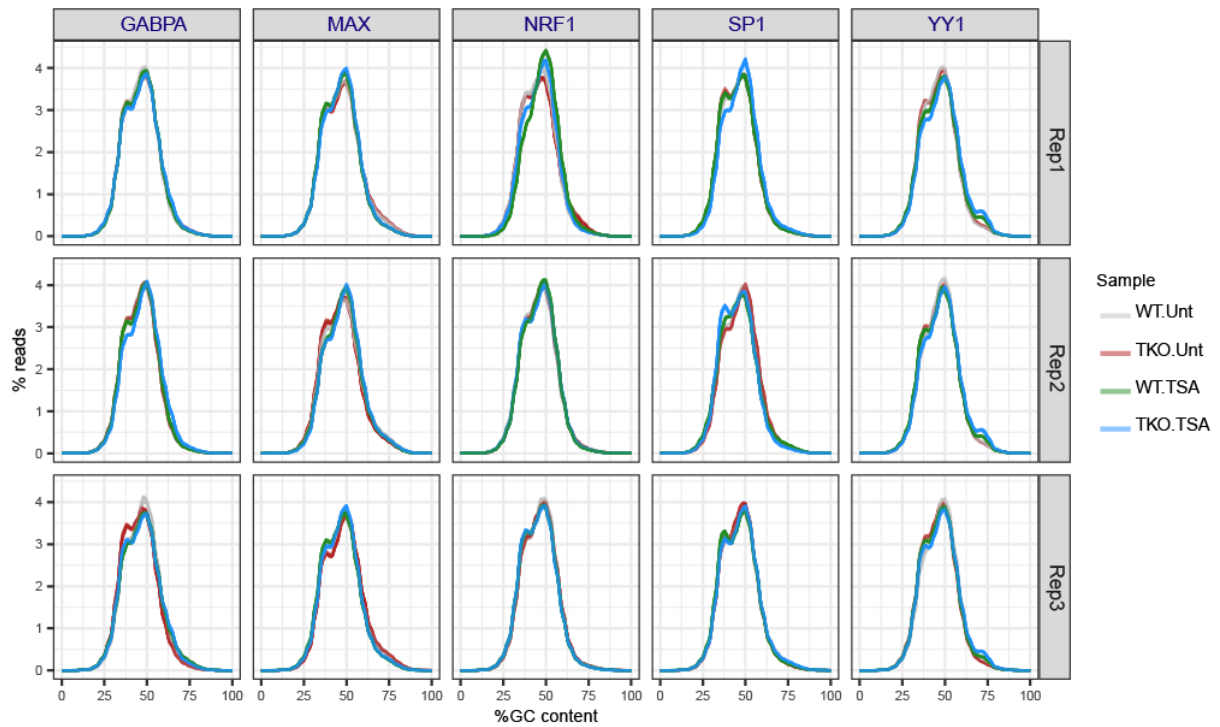 GABPA MAX NRF1 SP1 YY1
4
3
2
1
0
Rep1
4
3
2
1
0
Rep2
4
3
2
1
0
Rep3
% reads
0 25 50 75 100 0 25 50 75 100 0 25 50 75 100 0 25 50 75 100 0 25 50 75 100
%GC content
Sample
WT.Unt
TKO.Unt
WT.TSA
TKO.TSA